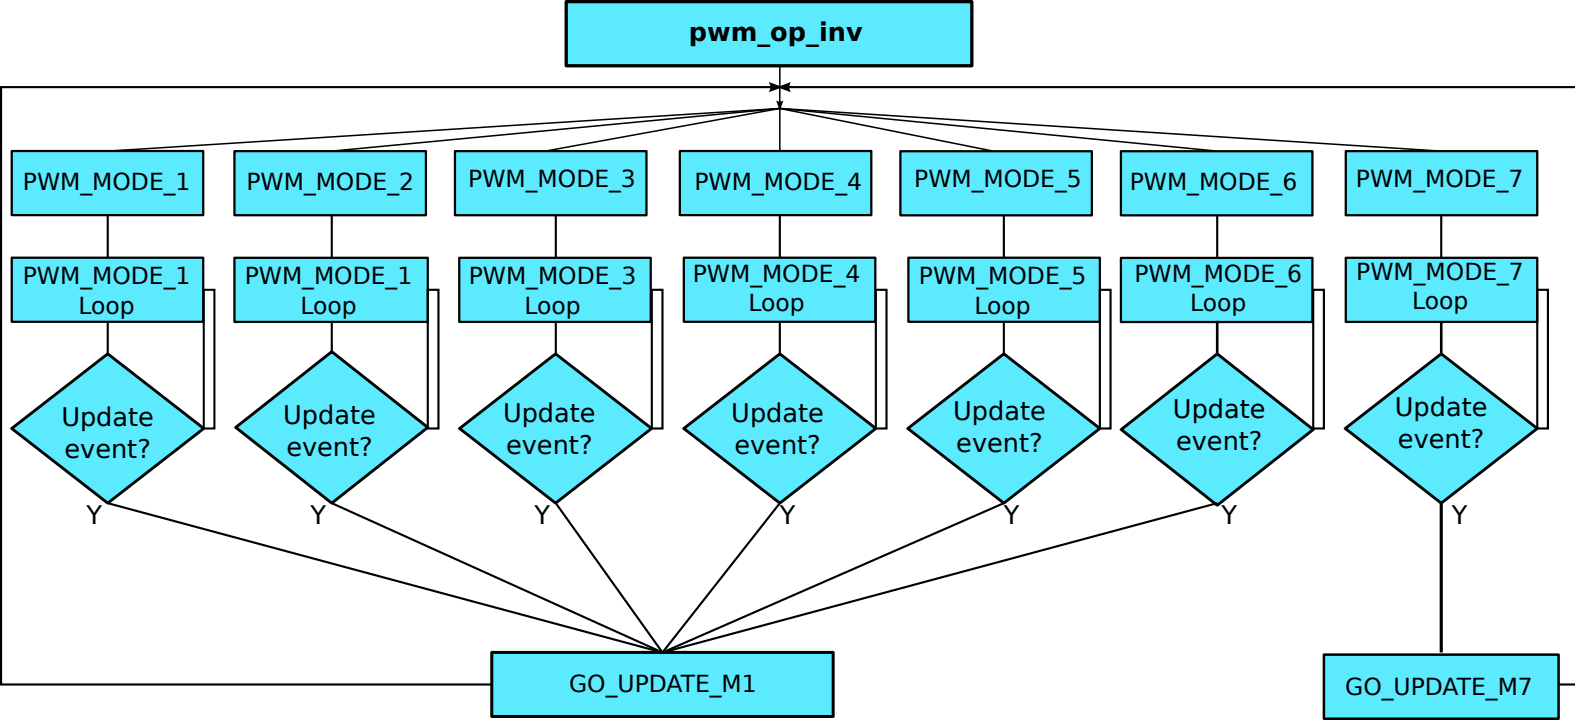 pwm_op_inv
PWM_MODE_1
PWM_MODE_2
PWM_MODE_3
PWM_MODE_4
PWM_MODE_5
PWM_MODE_6
PWM_MODE_7
PWM_MODE_1
Loop
PWM_MODE_1
Loop
PWM_MODE_3
Loop
PWM_MODE_4
Loop
PWM_MODE_5
Loop
PWM_MODE_6
Loop
PWM_MODE_7
Loop
Update
event?
Update
event?
Update
event?
Update
event?
Update
event?
Update
event?
Update
event?
Y
Y
Y
Y
Y
Y
Y
GO_UPDATE_M1
GO_UPDATE_M7